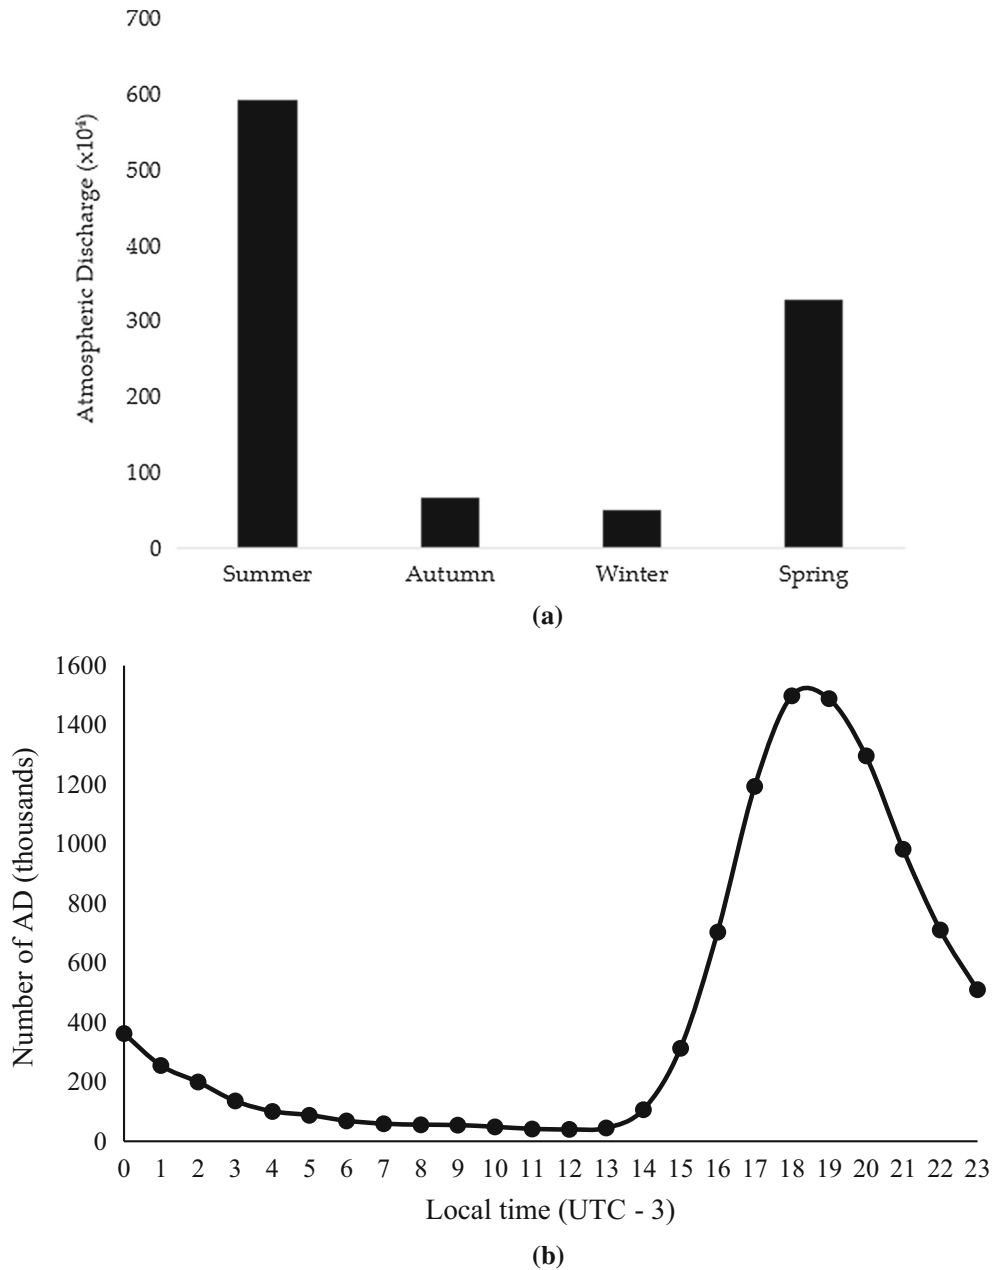 700
600
500
400
300
200
100
0
Atmospheric Discharge (x10⁴)
Summer Autumn Winter Spring
(a)
1600
1400
1200
1000
800
600
400
200
0
Number of AD (thousands)
0 1 2 3 4 5 6 7 8 9 10 11 12 13 14 15 16 17 18 19 20 21 22 23
Local time (UTC - 3)
(b)